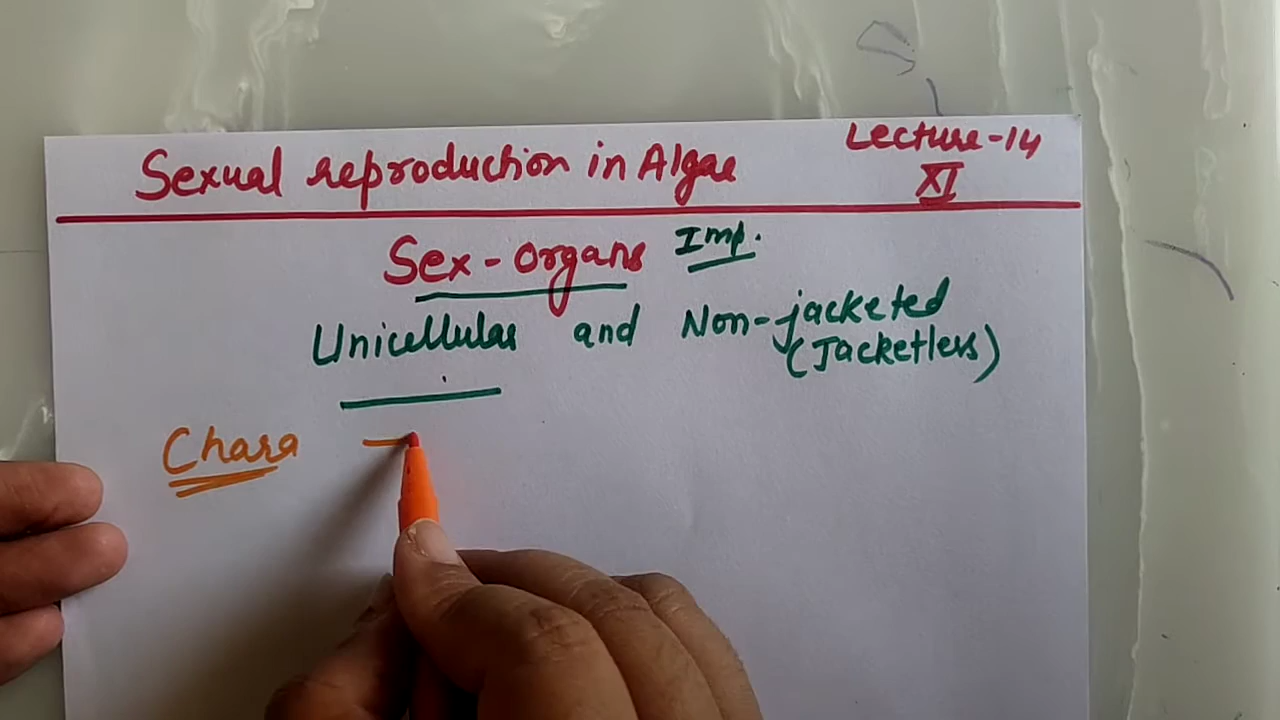 Sexual reproduction in Algae
Lecture-14
XI
Sex-organs Imp.
Unicellular and Non-jacketed
(Jacketless)
Chara